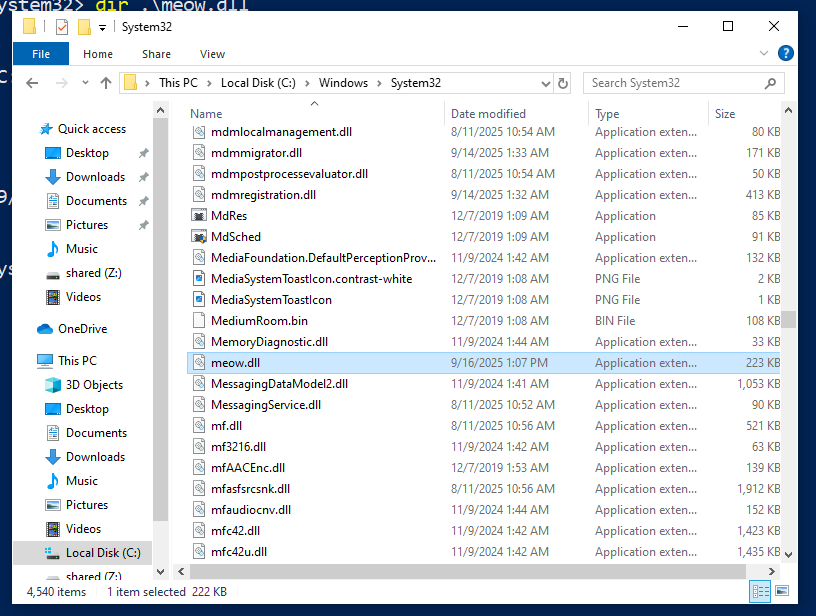 ystem32> dir .\meow.dll
System32
File Home Share View
This PC Local Disk (C:) Windows System32 Search System32
Name Date modified Type Size
Quick access
Desktop
Downloads
Documents
Pictures
Music
shared (Z:)
Videos
OneDrive
This PC
3D Objects
Desktop
Documents
Downloads
Music
Pictures
Videos
Local Disk (C:)
shared (Z:)
mdmlocalmanagement.dll 8/11/2025 10:54 AM Application exten... 80 KB
mdmmigrator.dll 9/14/2025 1:33 AM Application exten... 171 KB
mdmpostprocessevaluator.dll 8/11/2025 10:54 AM Application exten... 50 KB
mdmregistration.dll 9/14/2025 1:32 AM Application exten... 413 KB
MdRes 12/7/2019 1:09 AM Application 85 KB
MdSched 12/7/2019 1:09 AM Application 91 KB
MediaFoundation.DefaultPerceptionProv... 11/9/2024 1:42 AM Application exten... 132 KB
MediaSystemToastIcon.contrast-white 12/7/2019 1:08 AM PNG File 2 KB
MediaSystemToastIcon 12/7/2019 1:08 AM PNG File 1 KB
MediumRoom.bin 12/7/2019 1:08 AM BIN File 108 KB
MemoryDiagnostic.dll 11/9/2024 1:44 AM Application exten... 33 KB
meow.dll 9/16/2025 1:07 PM Application exten... 223 KB
MessagingDataModel2.dll 11/9/2024 1:41 AM Application exten... 1,053 KB
MessagingService.dll 8/11/2025 10:52 AM Application exten... 90 KB
mf.dll 8/11/2025 10:56 AM Application exten... 521 KB
mf3216.dll 11/9/2024 1:42 AM Application exten... 63 KB
mfAACEnc.dll 12/7/2019 1:53 AM Application exten... 139 KB
mfasfsrcsnk.dll 8/11/2025 10:56 AM Application exten... 1,912 KB
mfaudiocnv.dll 11/9/2024 1:44 AM Application exten... 152 KB
mfc42.dll 11/9/2024 1:42 AM Application exten... 1,423 KB
mfc42u.dll 11/9/2024 1:42 AM Application exten... 1,435 KB
4,540 items 1 item selected 222 KB